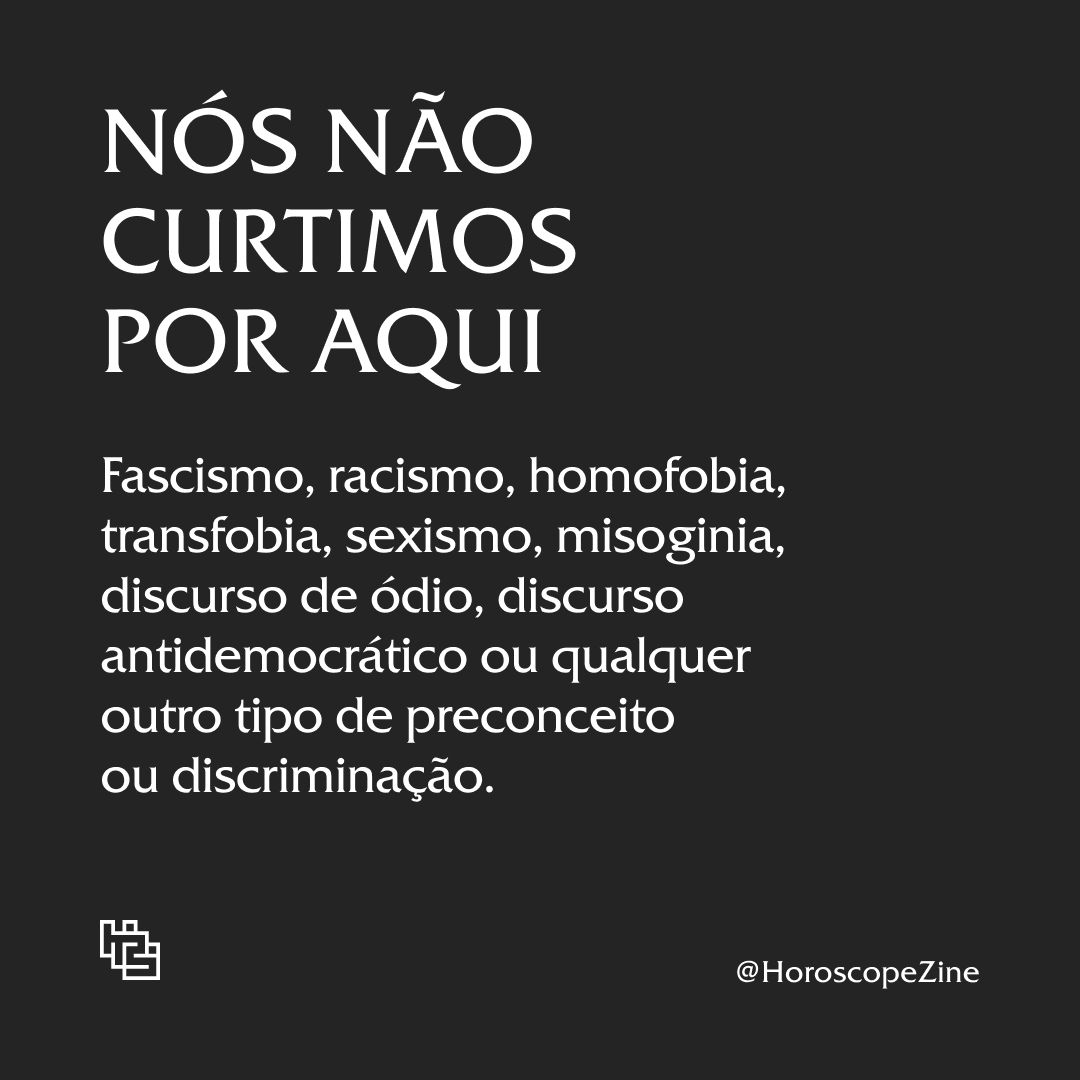 NÓS NÃO
CURTIMOS
POR AQUI
Fascismo, racismo, homofobia,
transfobia, sexismo, misoginia,
discurso de ódio, discurso
antidemocrático ou qualquer
outro tipo de preconceito
ou discriminação.
@HoroscopeZine